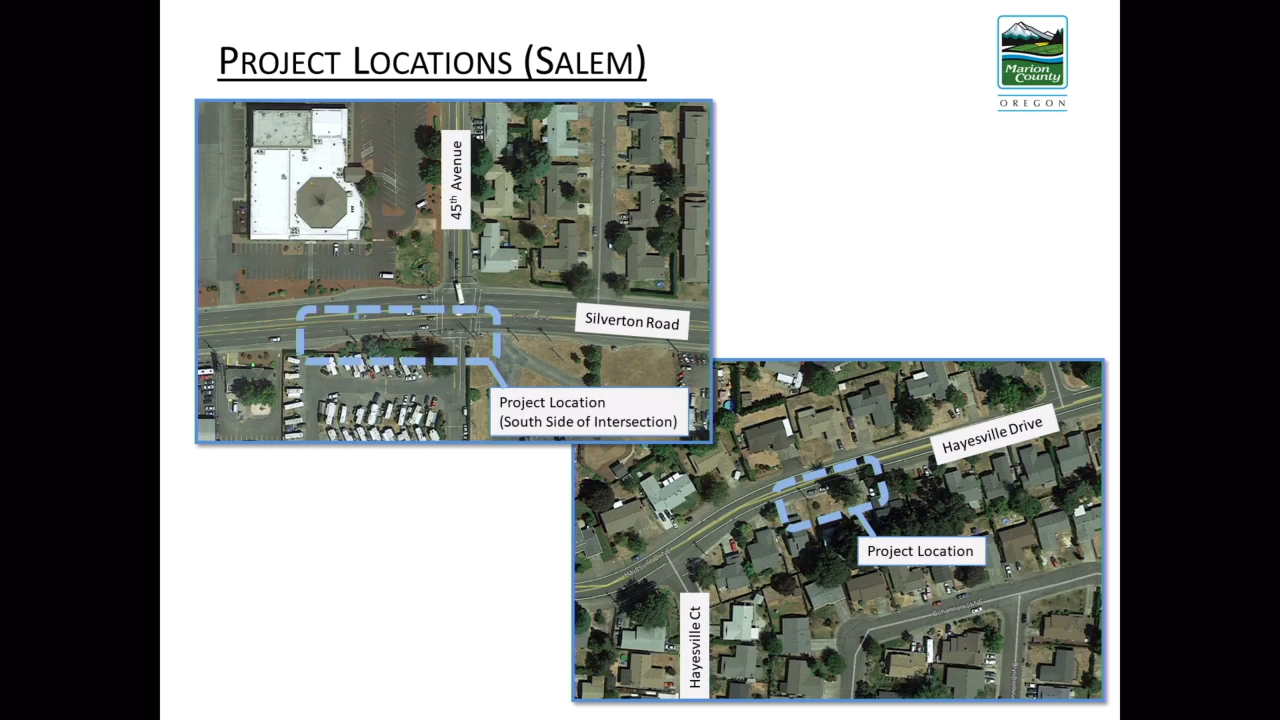 PROJECT LOCATIONS (SALEM)
Marion
County
OREGON
45th Avenue
Silverton Road
Project Location
(South Side of Intersection)
Hayesville Drive
Project Location
Hayesville Ct